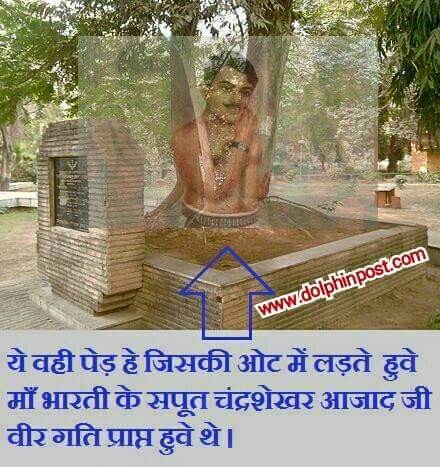 www.dolphinpost.com
ये वही पेड़ हे जिसकी ओट में लड़ते हुवे
माँ भारती के सपूत चंद्रशेखर आजाद जी
वीर गति प्राप्त हुवे थे।